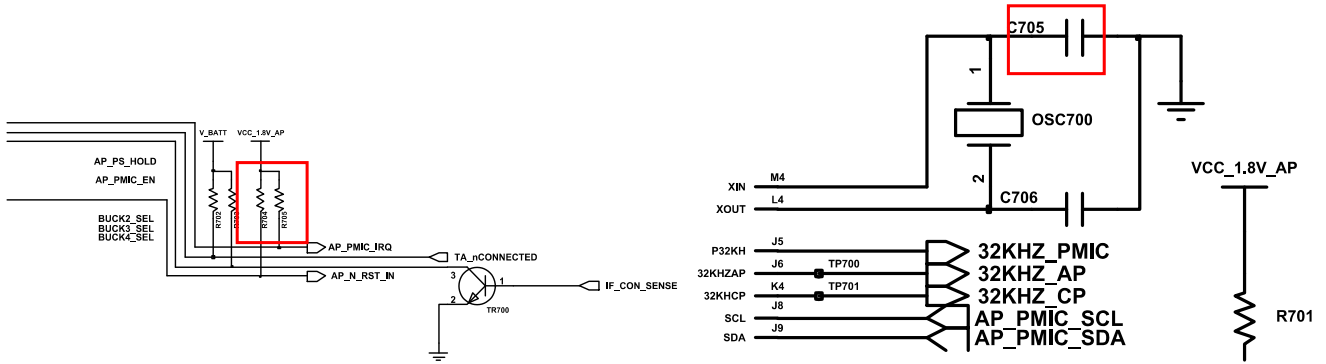 V_BATT
VCC_1.8V_AP
AP_PS_HOLD
AP_PMIC_EN
R702
R703
R704
R705
BUCK2_SEL
BUCK3_SEL
BUCK4_SEL
AP_PMIC_IRQ
TA_nCONNECTED
AP_N_RST_IN
3
1
2
IF_CON_SENSE
TR700
C705
1
OSC700
2
C706
XIN
M4
XOUT
L4
P32KH
J5
32KHZ_PMIC
32KHZAP
J6
TP700
32KHZ_AP
32KHCP
K4
TP701
32KHZ_CP
SCL
J8
AP_PMIC_SCL
SDA
J9
AP_PMIC_SDA
VCC_1.8V_AP
R701